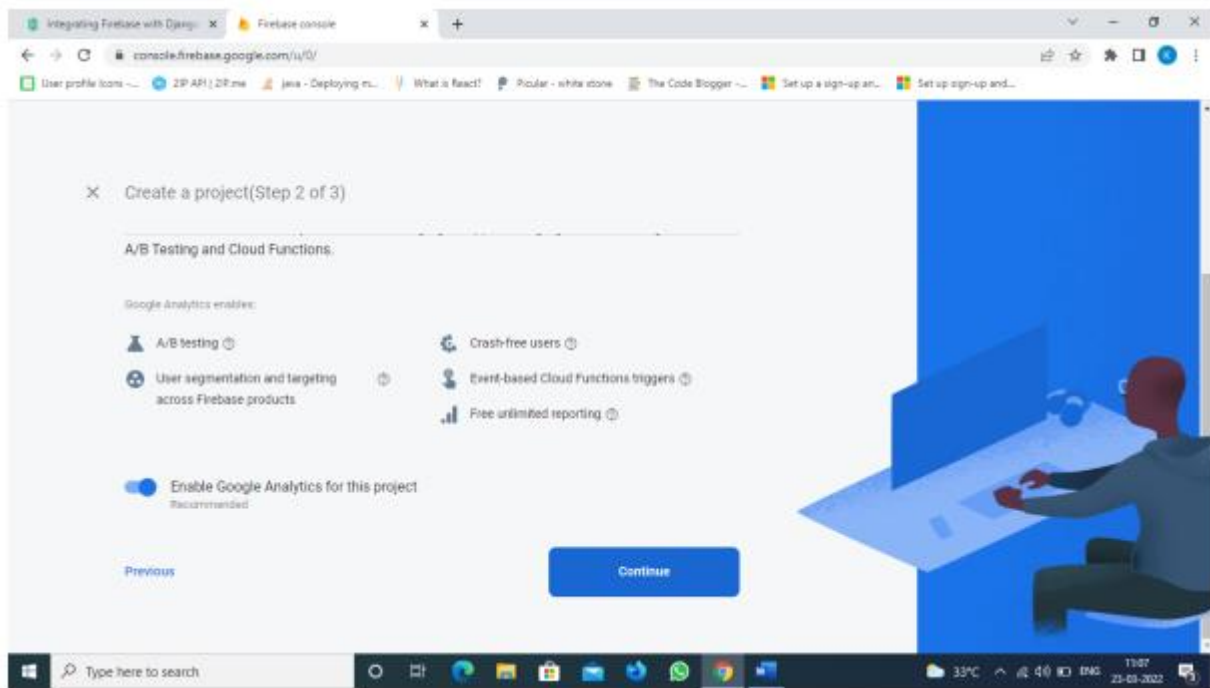 Integrating Firebase with Djang
Firebase console
console.firebase.google.com/u/0/
User profile Icons -...
ZIP API | ZIP.me
java - Deploying m...
What is React?
Picular - white stone
The Code Blogger -...
Set up a sign-up an...
Set up sign-up and...
Create a project(Step 2 of 3)
A/B Testing and Cloud Functions.
Google Analytics enables:
A/B testing
Crash-free users
User segmentation and targeting
across Firebase products
Event-based Cloud Functions triggers
Free unlimited reporting
Enable Google Analytics for this project
Recommended
Previous
Continue
Type here to search
33°C
ENG
11:07
23-03-2022